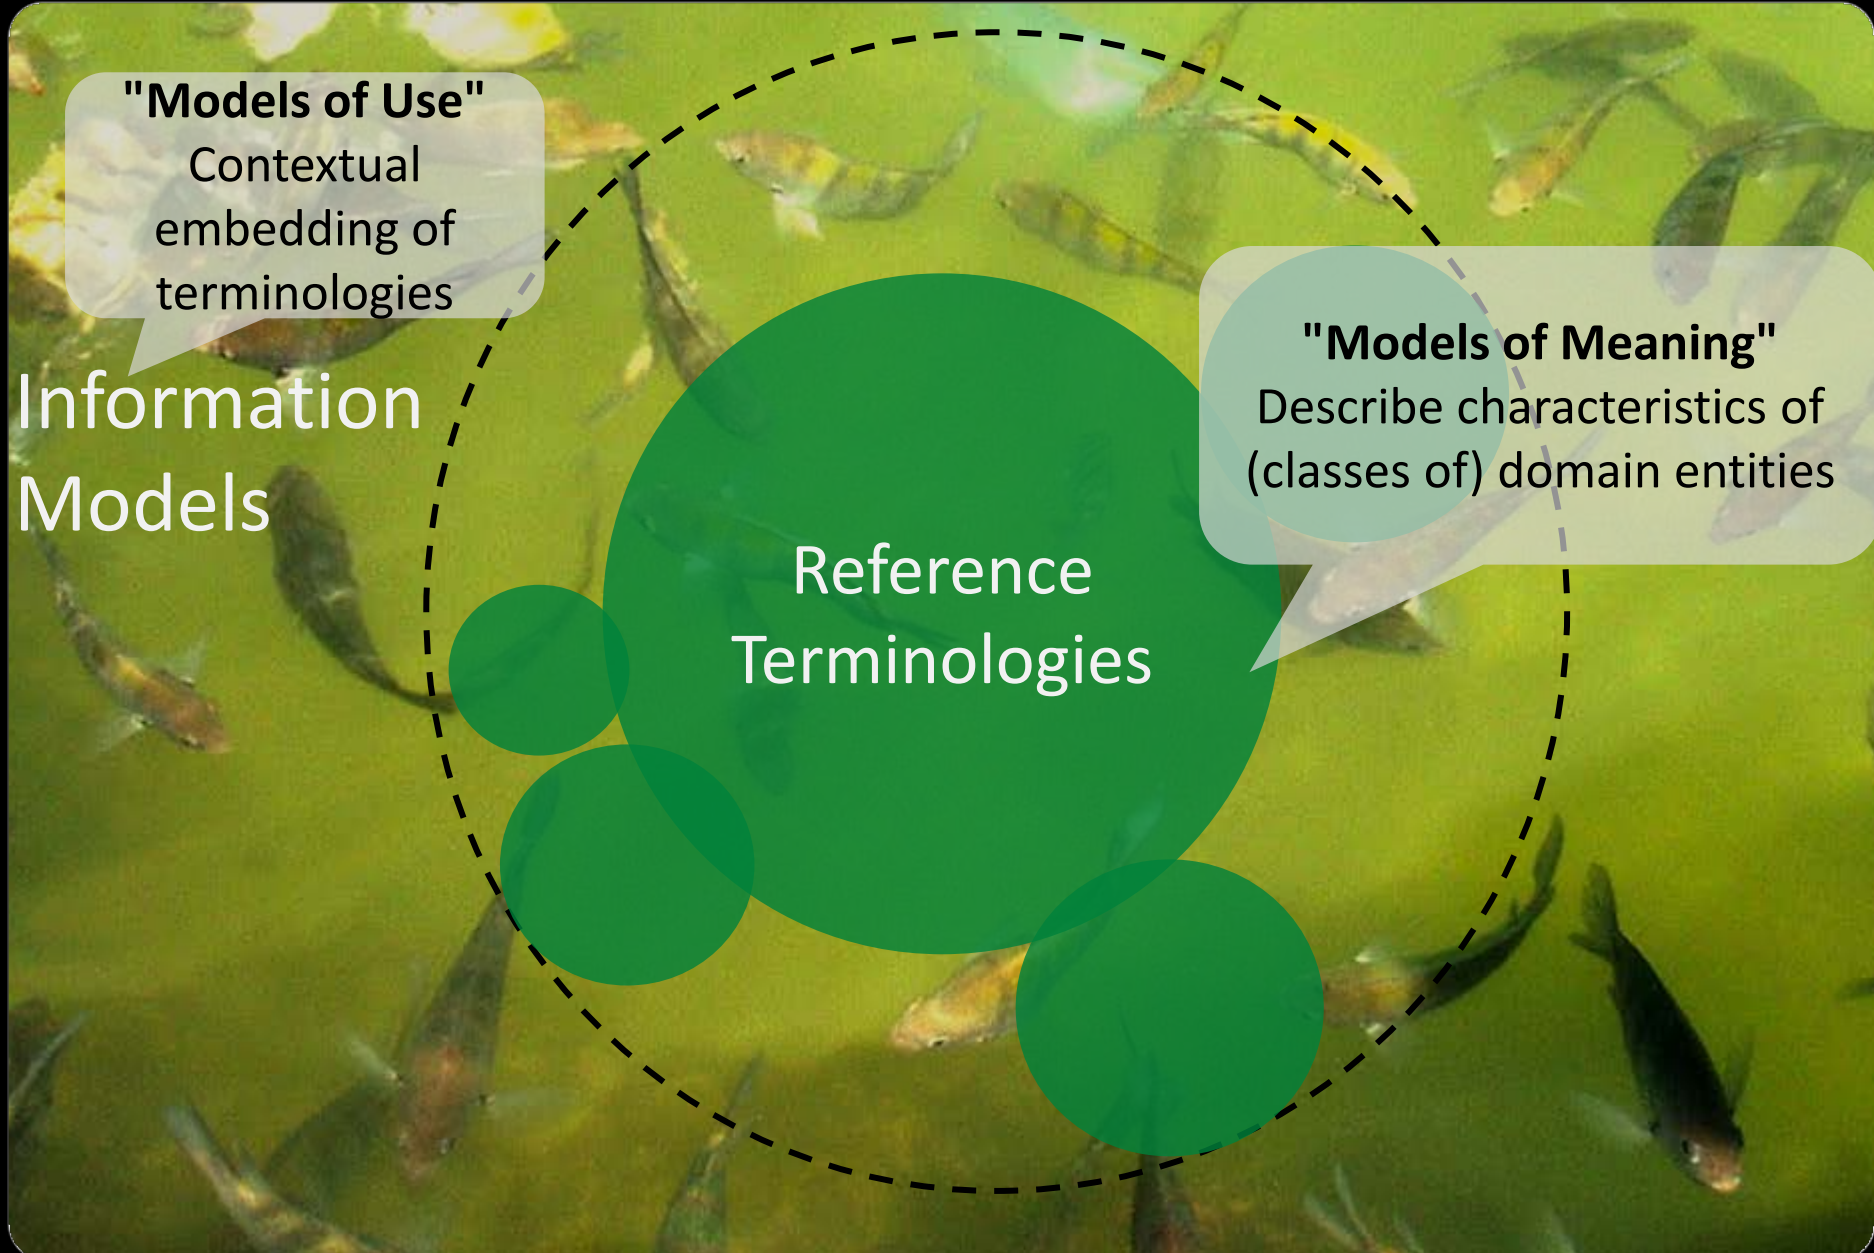 "Models of Use"
Contextual
embedding of
terminologies
Information
Models
"Models of Meaning"
Describe characteristics of
(classes of) domain entities
Reference
Terminologies